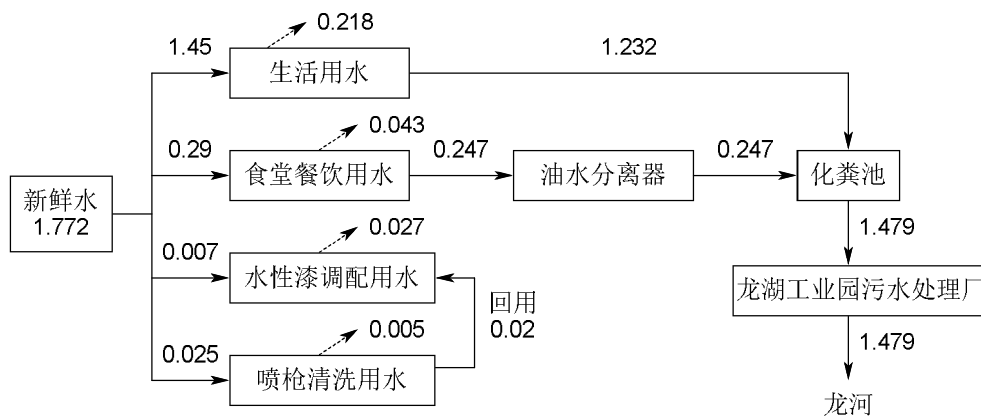 0.218
1.45
生活用水
1.232
0.043
0.29
食堂餐饮用水
0.247
油水分离器
0.247
化粪池
新鲜水
1.772
1.479
0.027
0.007
水性漆调配用水
龙湖工业园污水处理厂
回用
0.02
0.005
0.025
喷枪清洗用水
1.479
龙河